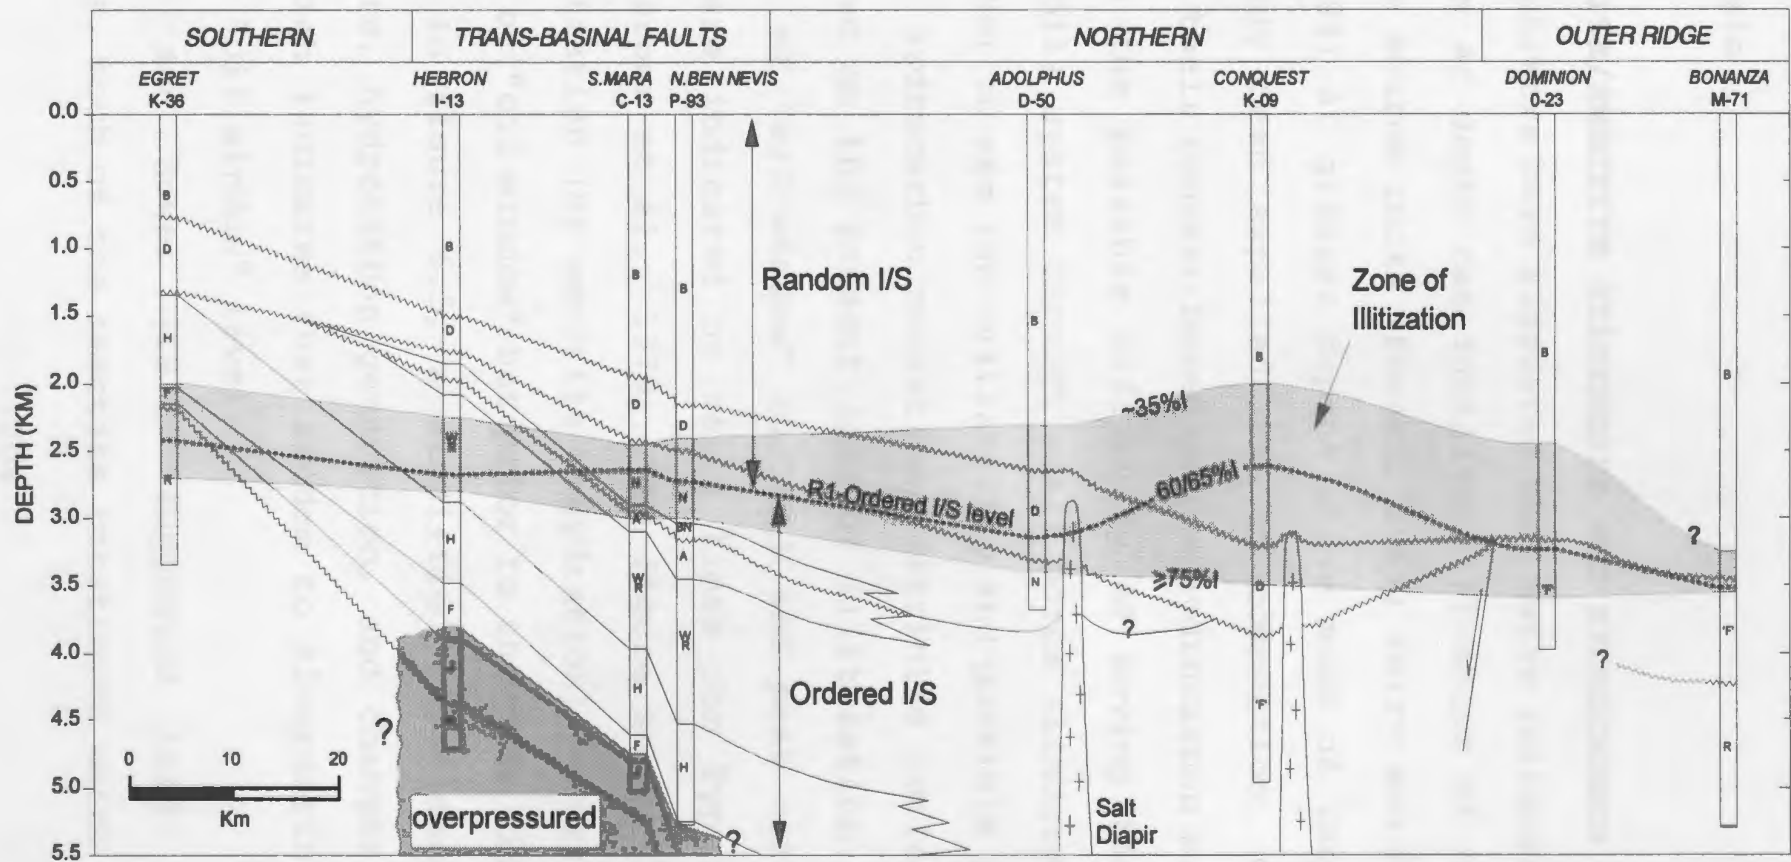 SOUTHERN
TRANS-BASINAL FAULTS
NORTHERN
OUTER RIDGE
EGRET
K-36
HEBRON
I-13
S.MARA
C-13
N.BEN NEVIS
P-93
ADOLPHUS
D-50
CONQUEST
K-09
DOMINION
O-23
BONANZA
M-71
DEPTH (KM)
0.0
0.5
1.0
1.5
2.0
2.5
3.0
3.5
4.0
4.5
5.0
5.5
B
D
H
"F"
R
B
D
H
F
B
D
N
A
WR
H
F
B
D
N
BN
A
WR
H
B
D
N
B
D
"F"
B
"F"
B
"F"
R
Random I/S
Zone of
Illitization
~35%I
60/65%I
R1-Ordered I/S level
≥75%I
Ordered I/S
?
?
?
?
?
overpressured
Salt
Diapir
0 10 20
Km